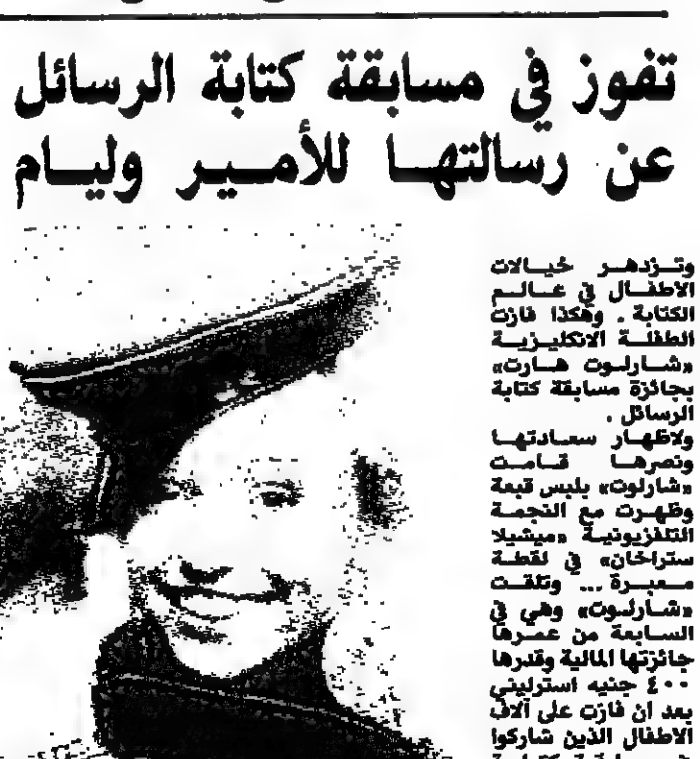 تفوز في مسابقة كتابة الرسائل
عن رسالتها للأمير وليام
وتزدهر خيالات
الاطفال في عالم
الكتابة . وهكذا فازت
الطفلة الانكليزية
«شارلوت هارت»
بجائزة مسابقة كتابة
الرسائل .
ولاظهار سعادتها
ونصرها قامت
«شارلوت» بلبس قبعة
وظهرت مع النجمة
التلفزيونية «ميشيلا
ستراخان» في لقطة
معبرة ... وتلقت
«شارلوت» وهي في
السابعة من عمرها
جائزتها المالية وقدرها
٤٠٠ جنيه استرليني
بعد ان فازت على آلاف
الاطفال الذين شاركوا